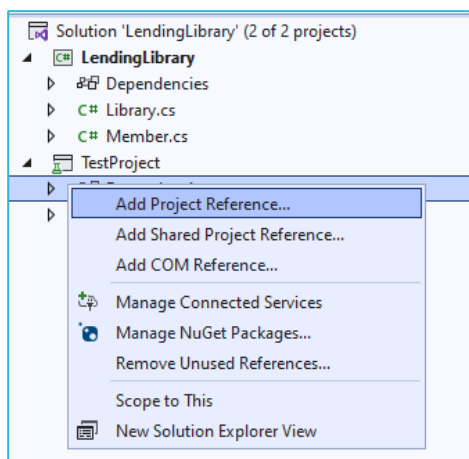 Solution 'LendingLibrary' (2 of 2 projects)
C# LendingLibrary
Dependencies
C# Library.cs
C# Member.cs
TestProject
Add Project Reference...
Add Shared Project Reference...
Add COM Reference...
Manage Connected Services
Manage NuGet Packages...
Remove Unused References...
Scope to This
New Solution Explorer View